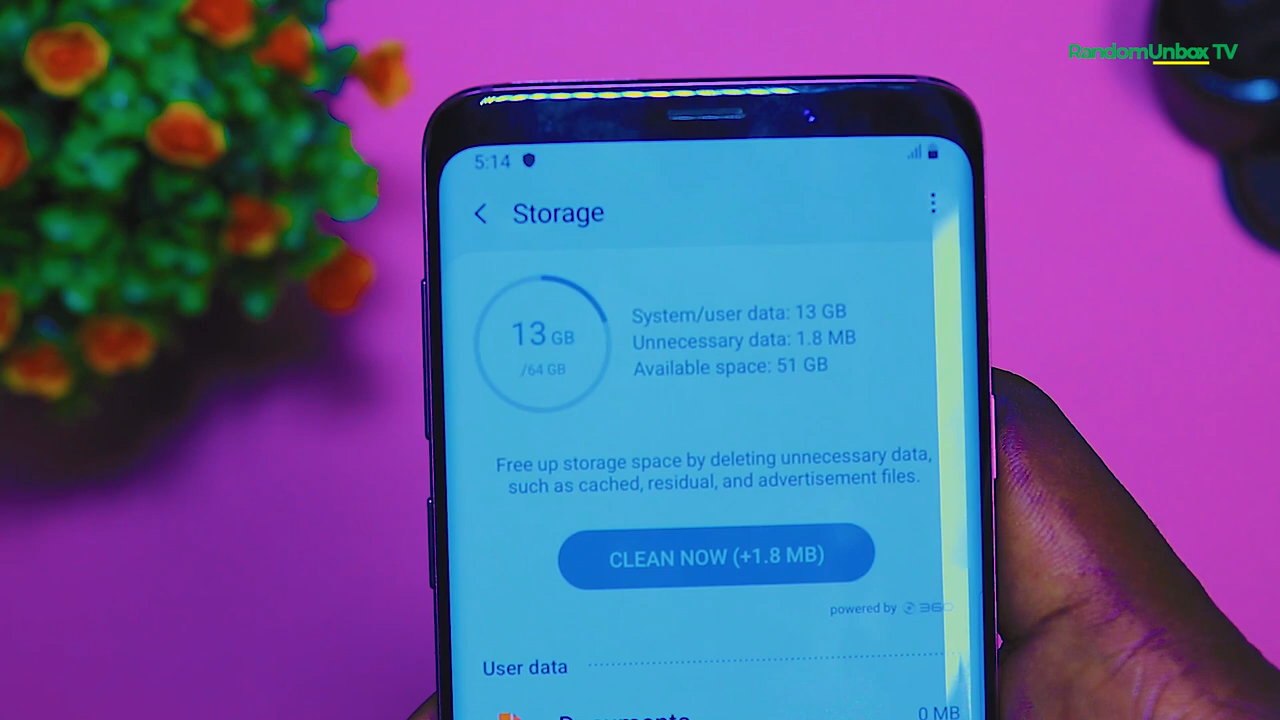 RandomUnbox TV
5:14
Storage
13 GB
/64 GB
System/user data: 13 GB
Unnecessary data: 1.8 MB
Available space: 51 GB
Free up storage space by deleting unnecessary data,
such as cached, residual, and advertisement files.
CLEAN NOW (+1.8 MB)
powered by 360
User data
Documents 0 MB